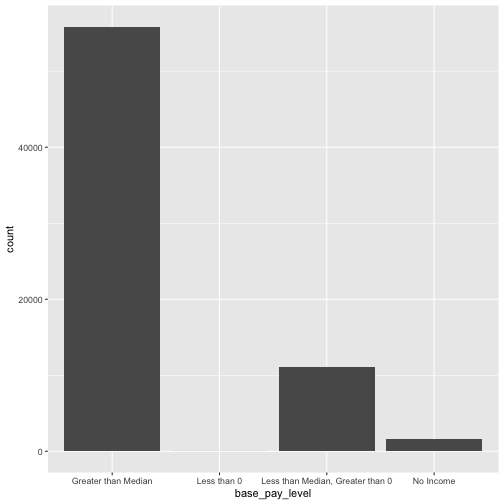 count
40000
20000
0
Greater than Median
Less than 0
Less than Median, Greater than 0
No Income
base_pay_level